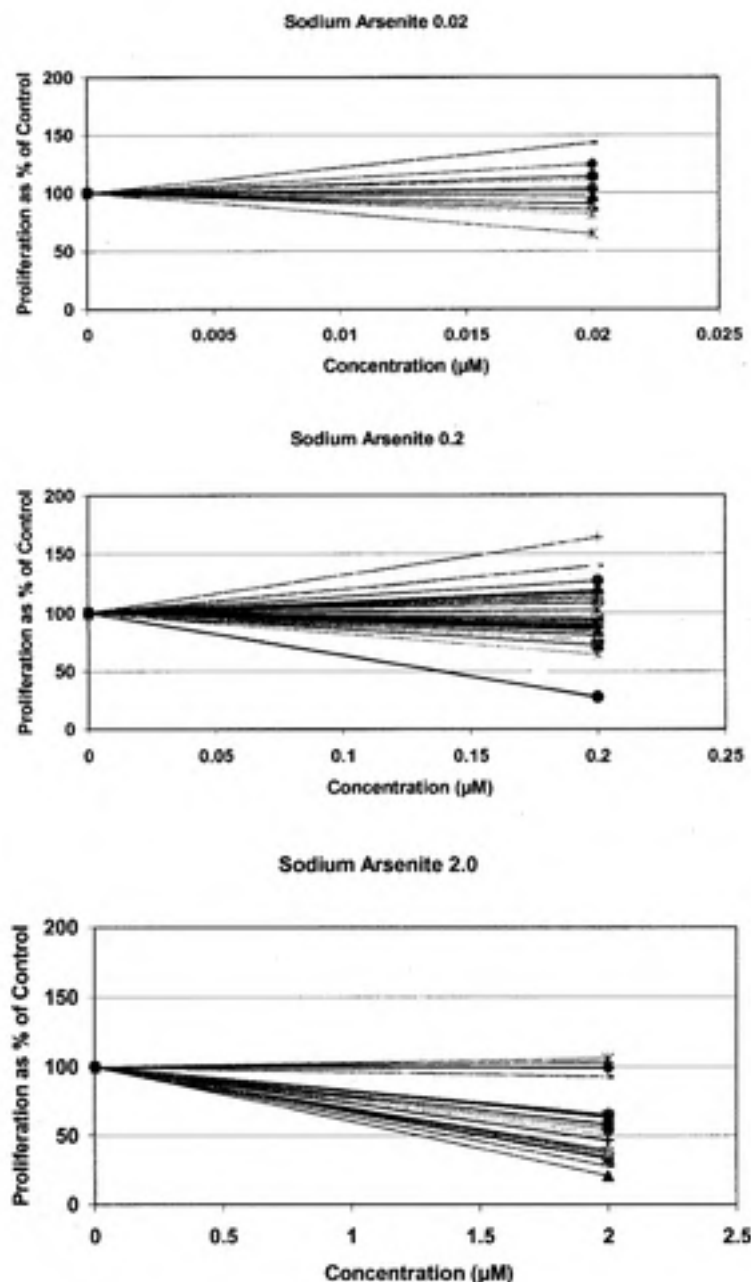 Sodium Arsenite 0.02
Proliferation as % of Control
200
150
100
50
0
0 0.005 0.01 0.015 0.02 0.025
Concentration (µM)
Sodium Arsenite 0.2
Proliferation as % of Control
200
150
100
50
0
0 0.05 0.1 0.15 0.2 0.25
Concentration (µM)
Sodium Arsenite 2.0
Proliferation as % of Control
200
150
100
50
0
0 0.5 1 1.5 2 2.5
Concentration (µM)